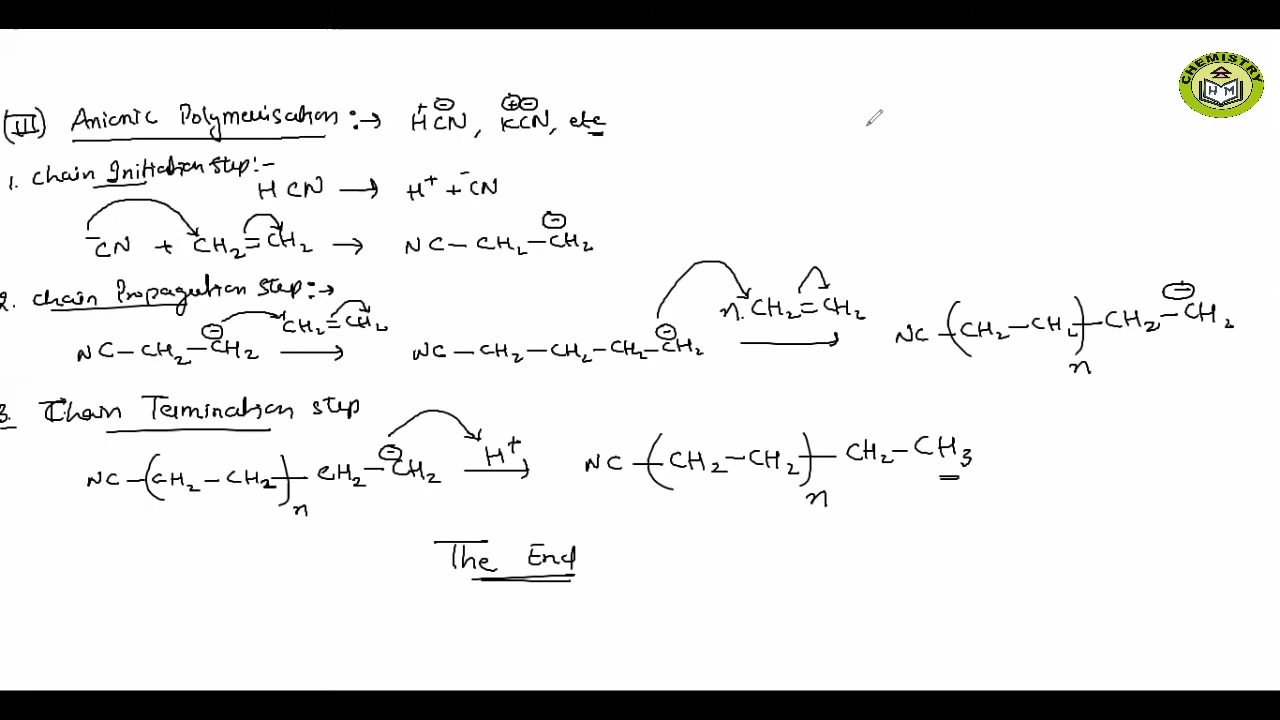 CHEMISTRY
HM
(III) Anionic Polymerisation :→ H⁺ ⊖CN, K⊕ ⊖CN, etc
1. Chain Initiation step:-
HCN → H⁺ + ⁻CN
⁻CN + CH₂=CH₂ → NC-CH₂-CH₂⊖
2. Chain Propagation step:→
NC-CH₂-CH₂⊖ CH₂=CH₂ → NC-CH₂-CH₂-CH₂-CH₂⊖ n.CH₂=CH₂ → NC-(CH₂-CH₂)n-CH₂-CH₂⊖
3. Chain Termination step
NC-(CH₂-CH₂)n-CH₂-CH₂⊖ H⁺ → NC-(CH₂-CH₂)n-CH₂-CH₃
The End